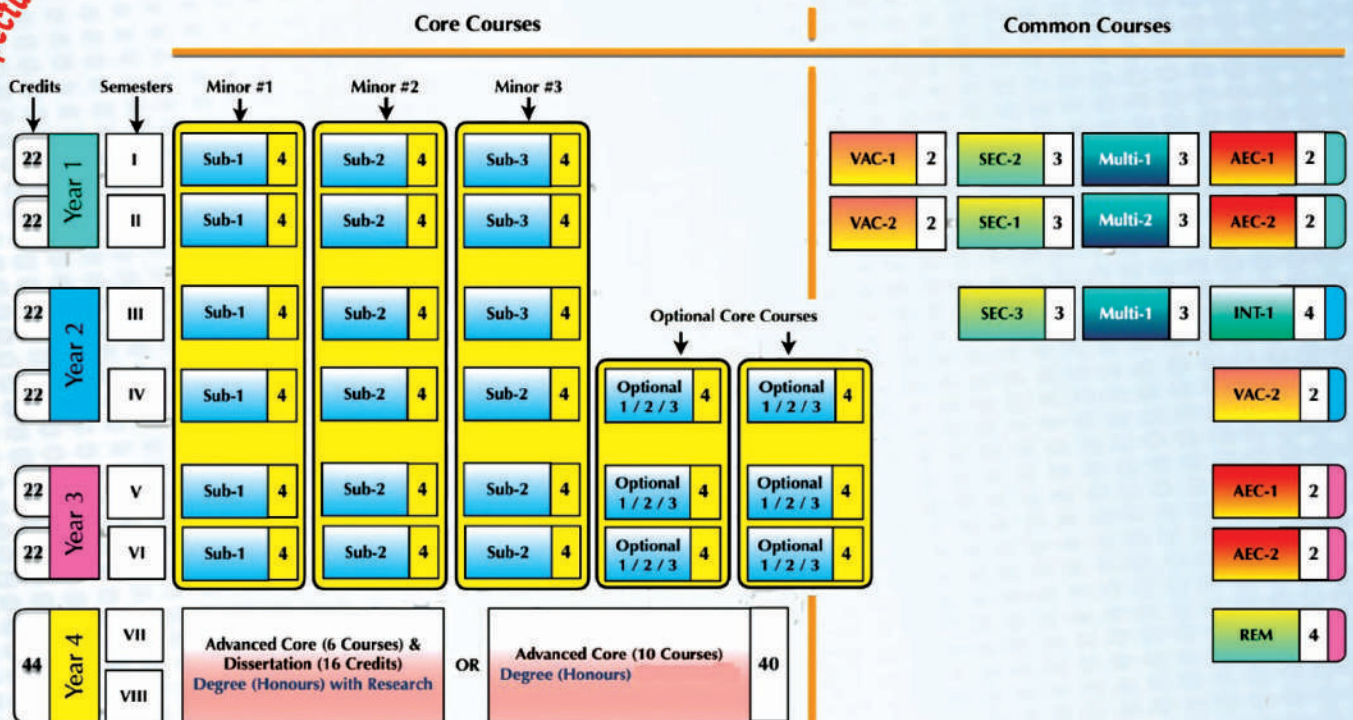 Core Courses
Common Courses
Credits
Semesters
Minor #1
Minor #2
Minor #3
22
Year 1
I
Sub-1 4
Sub-2 4
Sub-3 4
VAC-1 2
SEC-2 3
Multi-1 3
AEC-1 2
22
II
Sub-1 4
Sub-2 4
Sub-3 4
VAC-2 2
SEC-1 3
Multi-2 3
AEC-2 2
22
Year 2
III
Sub-1 4
Sub-2 4
Sub-3 4
Optional Core Courses
SEC-3 3
Multi-1 3
INT-1 4
22
IV
Sub-1 4
Sub-2 4
Sub-2 4
Optional
1 / 2 / 3
4
Optional
1 / 2 / 3
4
VAC-2 2
22
Year 3
V
Sub-1 4
Sub-2 4
Sub-2 4
Optional
1 / 2 / 3
4
Optional
1 / 2 / 3
4
AEC-1 2
22
VI
Sub-1 4
Sub-2 4
Sub-2 4
Optional
1 / 2 / 3
4
Optional
1 / 2 / 3
4
AEC-2 2
44
Year 4
VII
VIII
Advanced Core (6 Courses) &
Dissertation (16 Credits)
Degree (Honours) with Research
OR
Advanced Core (10 Courses)
Degree (Honours)
40
REM 4